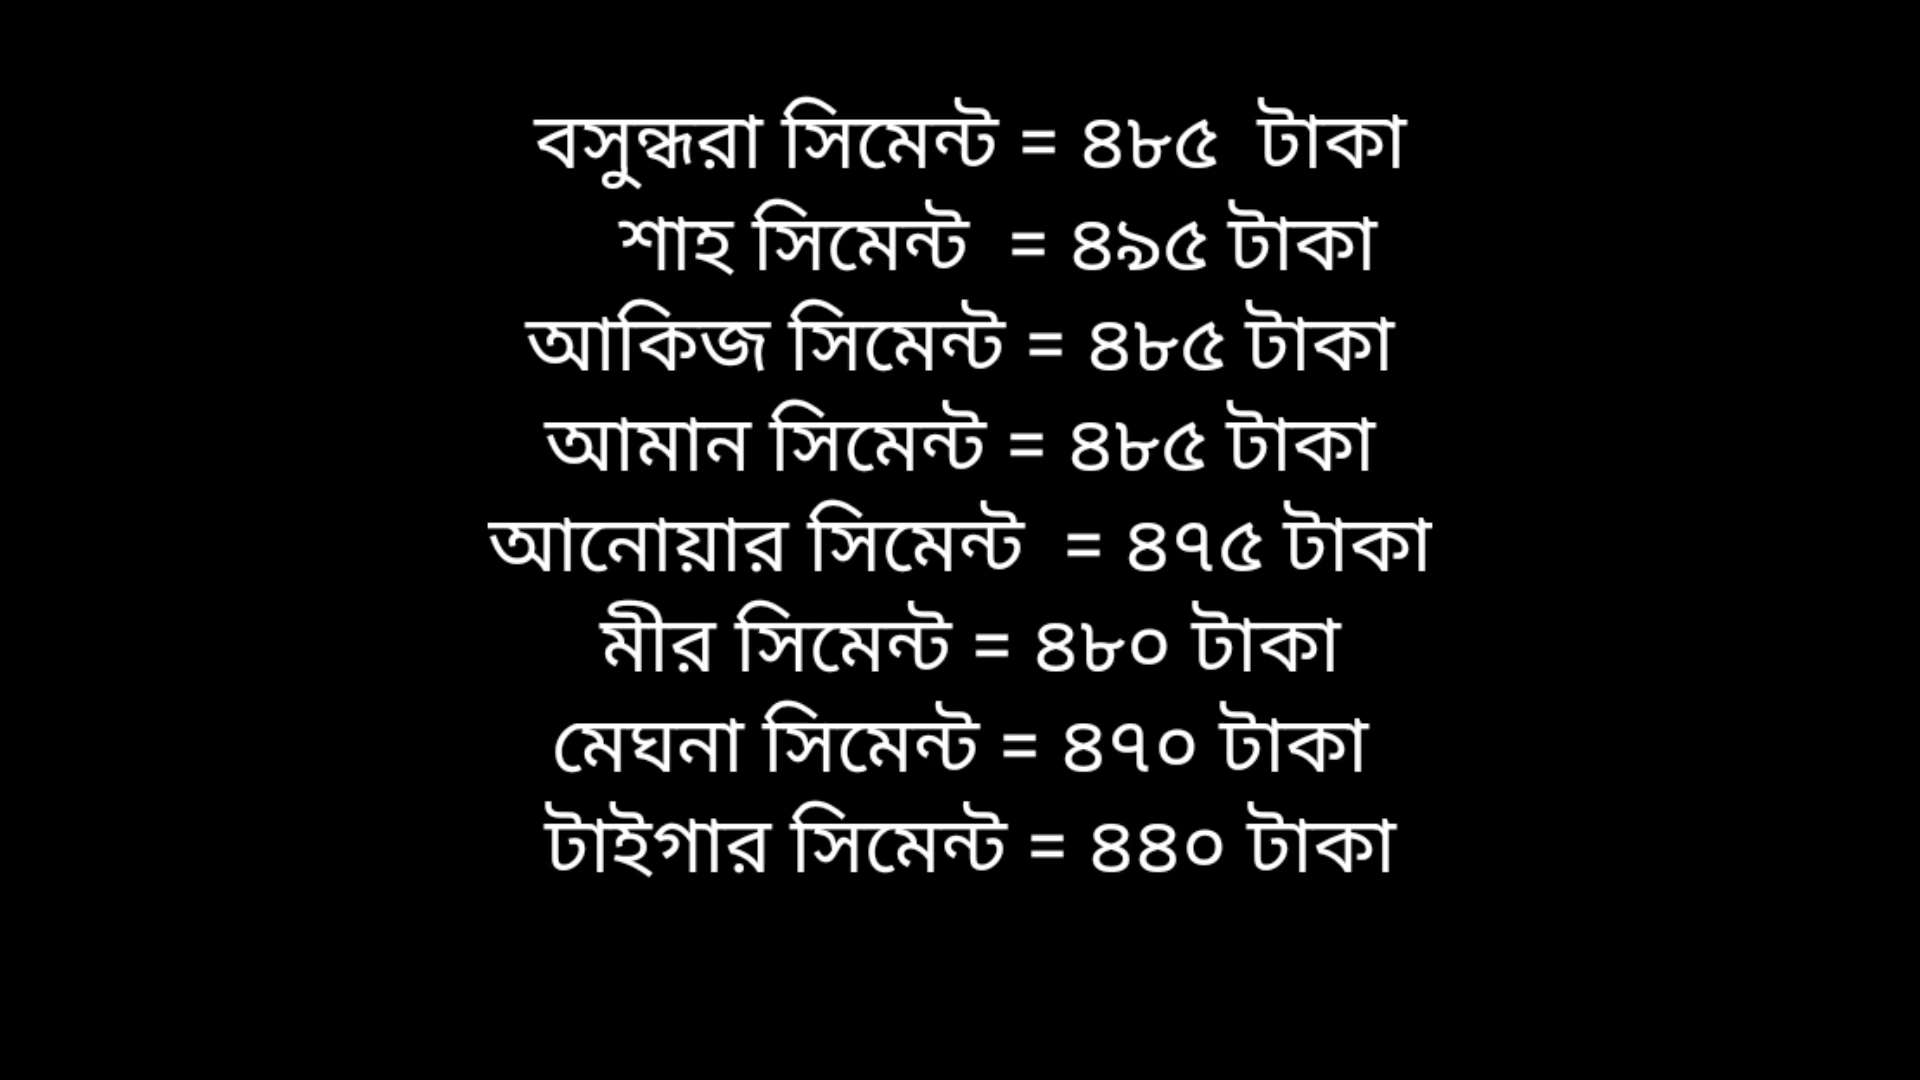 বসুন্ধরা সিমেন্ট = ৪৮৫ টাকা
শাহ সিমেন্ট = ৪৯৫ টাকা
আকিজ সিমেন্ট = ৪৮৫ টাকা
আমান সিমেন্ট = ৪৮৫ টাকা
আনোয়ার সিমেন্ট = ৪৭৫ টাকা
মীর সিমেন্ট = ৪৮০ টাকা
মেঘনা সিমেন্ট = ৪৭০ টাকা
টাইগার সিমেন্ট = ৪৪০ টাকা